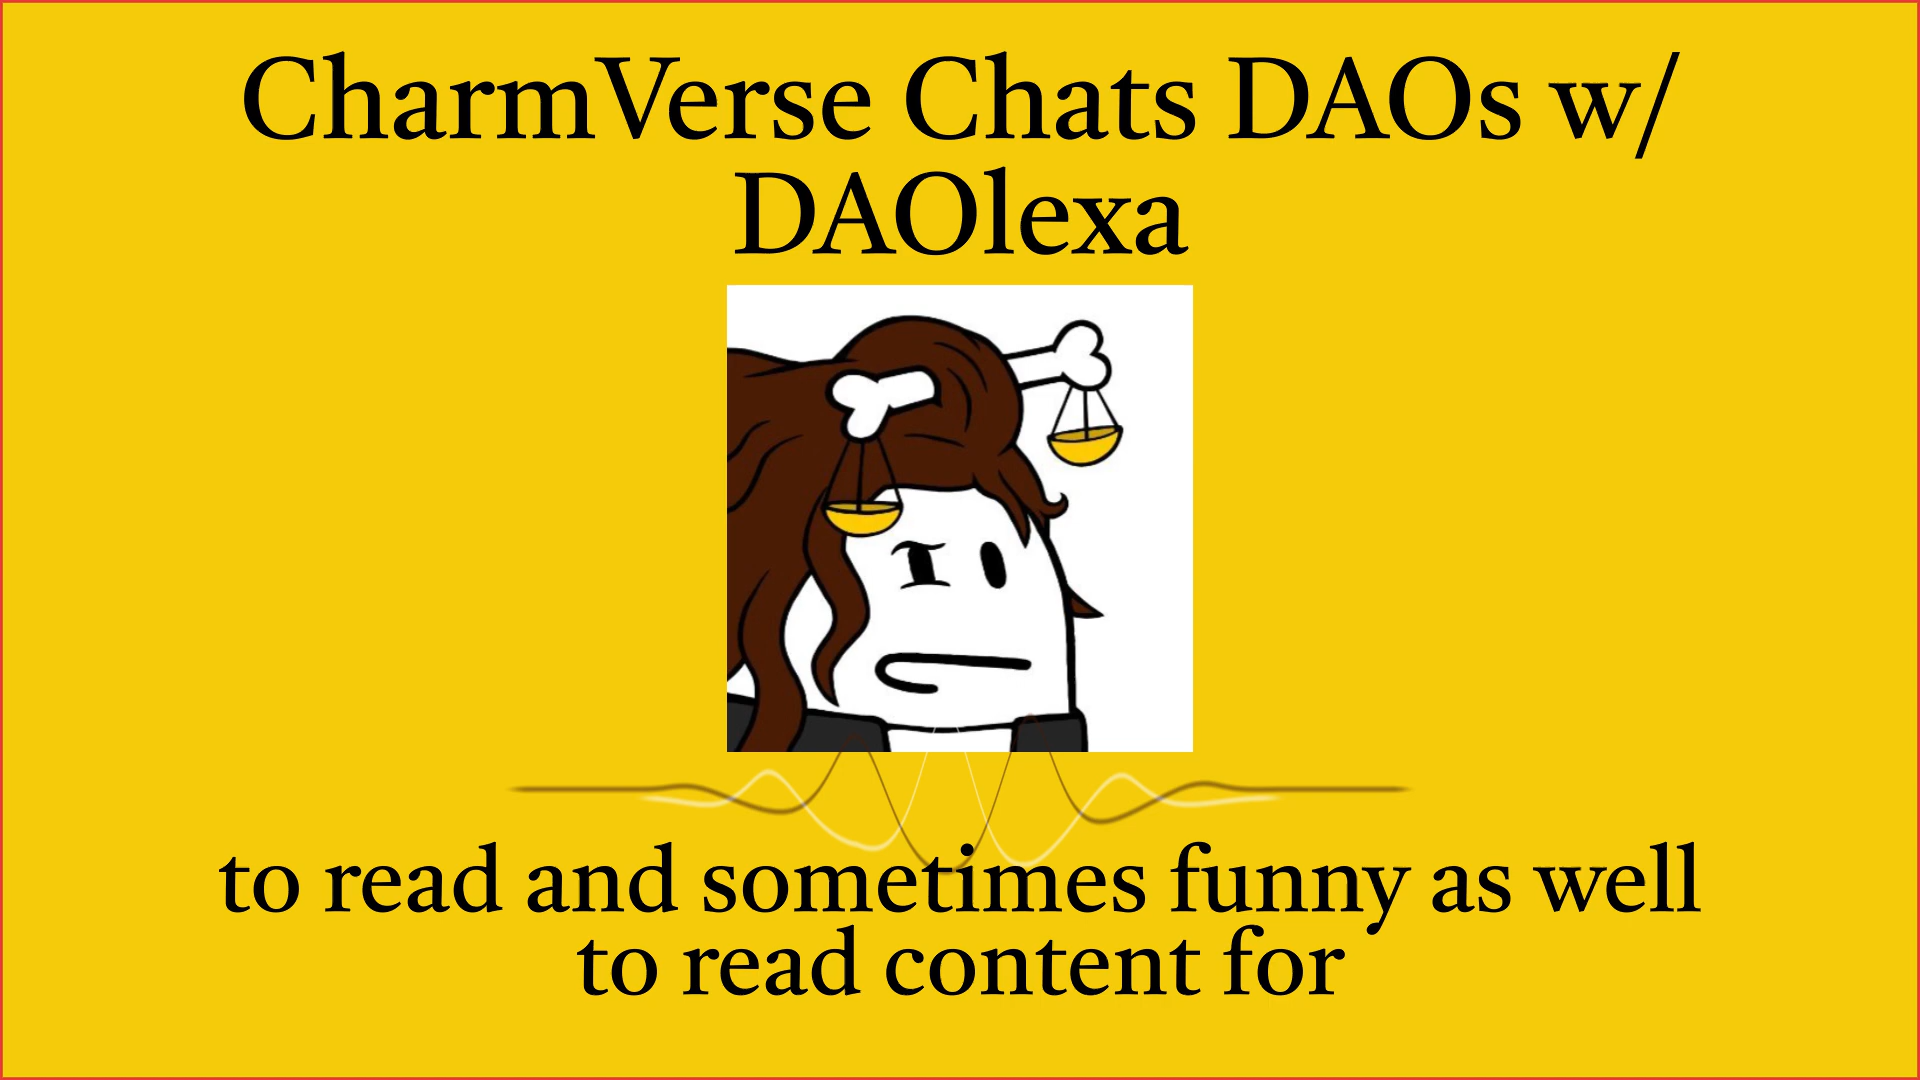 CharmVerse Chats DAOs w/
DAOlexa
to read and sometimes funny as well
to read content for